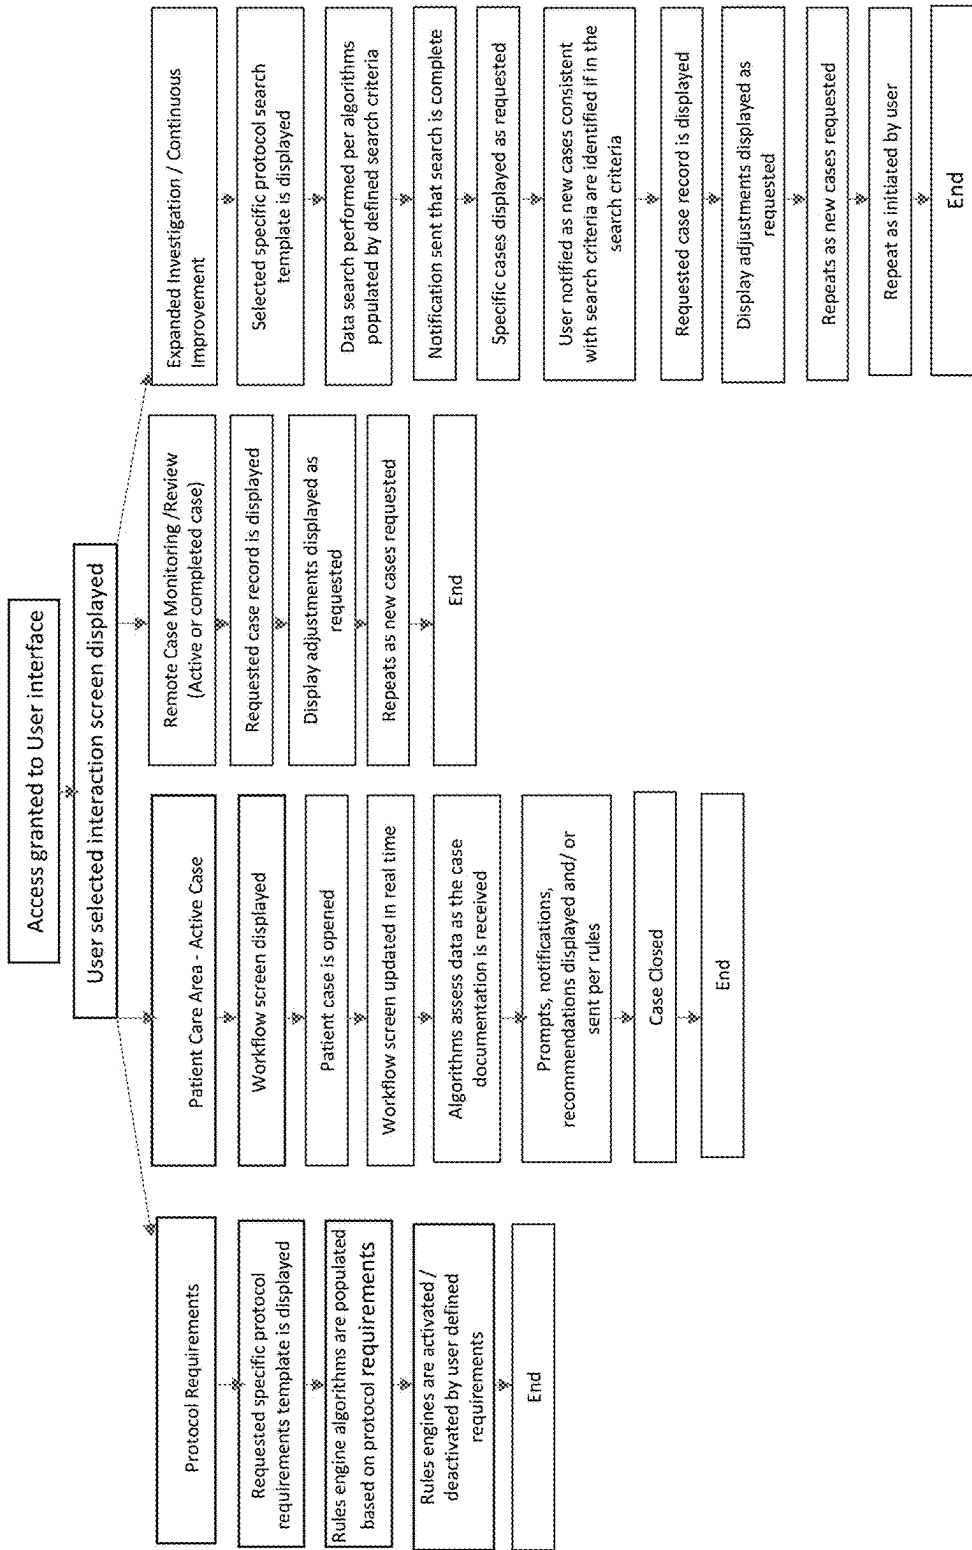 Access granted to User interface
User selected interaction screen displayed
Protocol Requirements
Requested specific protocol
requirements template is displayed
Rules engine algorithms are populated
based on protocol requirements
Rules engines are activated /
deactivated by user defined
requirements
End
Patient Care Area - Active Case
Workflow screen displayed
Patient case is opened
Workflow screen updated in real time
Algorithms assess data as the case
documentation is received
Prompts, notifications,
recommendations displayed and/ or
sent per rules
Case Closed
End
Remote Case Monitoring /Review
(Active or completed case)
Requested case record is displayed
Display adjustments displayed as
requested
Repeats as new cases requested
End
Expanded Investigation / Continuous
Improvement
Selected specific protocol search
template is displayed
Data search performed per algorithms
populated by defined search criteria
Notification sent that search is complete
Specific cases displayed as requested
User notified as new cases consistent
with search criteria are identified if in the
search criteria
Requested case record is displayed
Display adjustments displayed as
requested
Repeats as new cases requested
Repeat as initiated by user
End